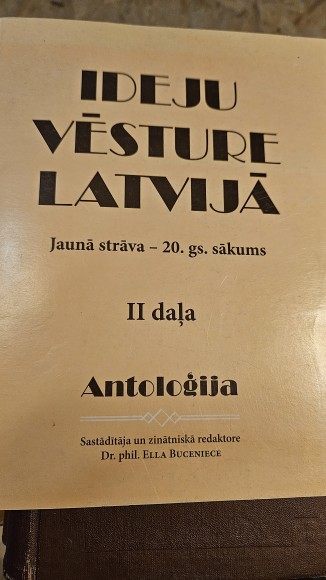 IDEJU
VĒSTURE
LATVIJĀ
Jaunā strāva – 20. gs. sākums
II daļa
Antoloģija
Sastādītāja un zinātniskā redaktore
Dr. phil. ELLA BUCENIECE